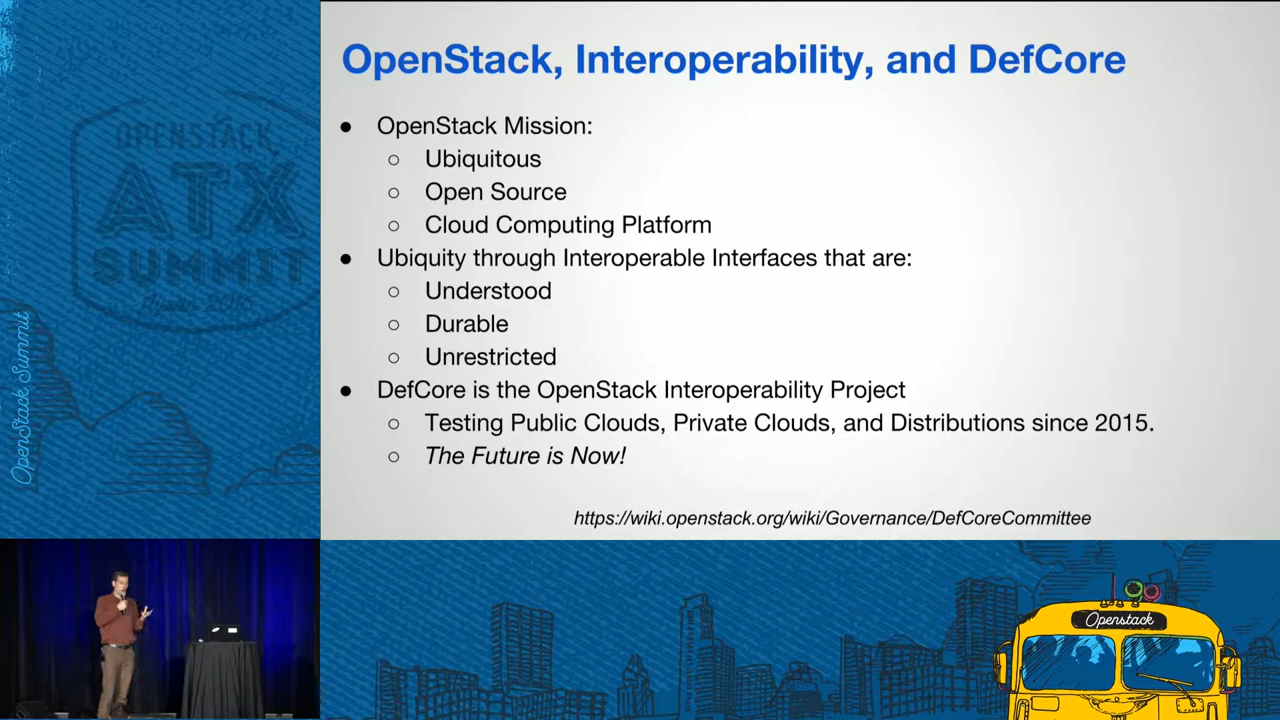 OpenStack, Interoperability, and DefCore
● OpenStack Mission:
○ Ubiquitous
○ Open Source
○ Cloud Computing Platform
● Ubiquity through Interoperable Interfaces that are:
○ Understood
○ Durable
○ Unrestricted
● DefCore is the OpenStack Interoperability Project
○ Testing Public Clouds, Private Clouds, and Distributions since 2015.
○ The Future is Now!
https://wiki.openstack.org/wiki/Governance/DefCoreCommittee
OPENSTACK
ATX
SUMMIT
OpenStack Summit
Openstack